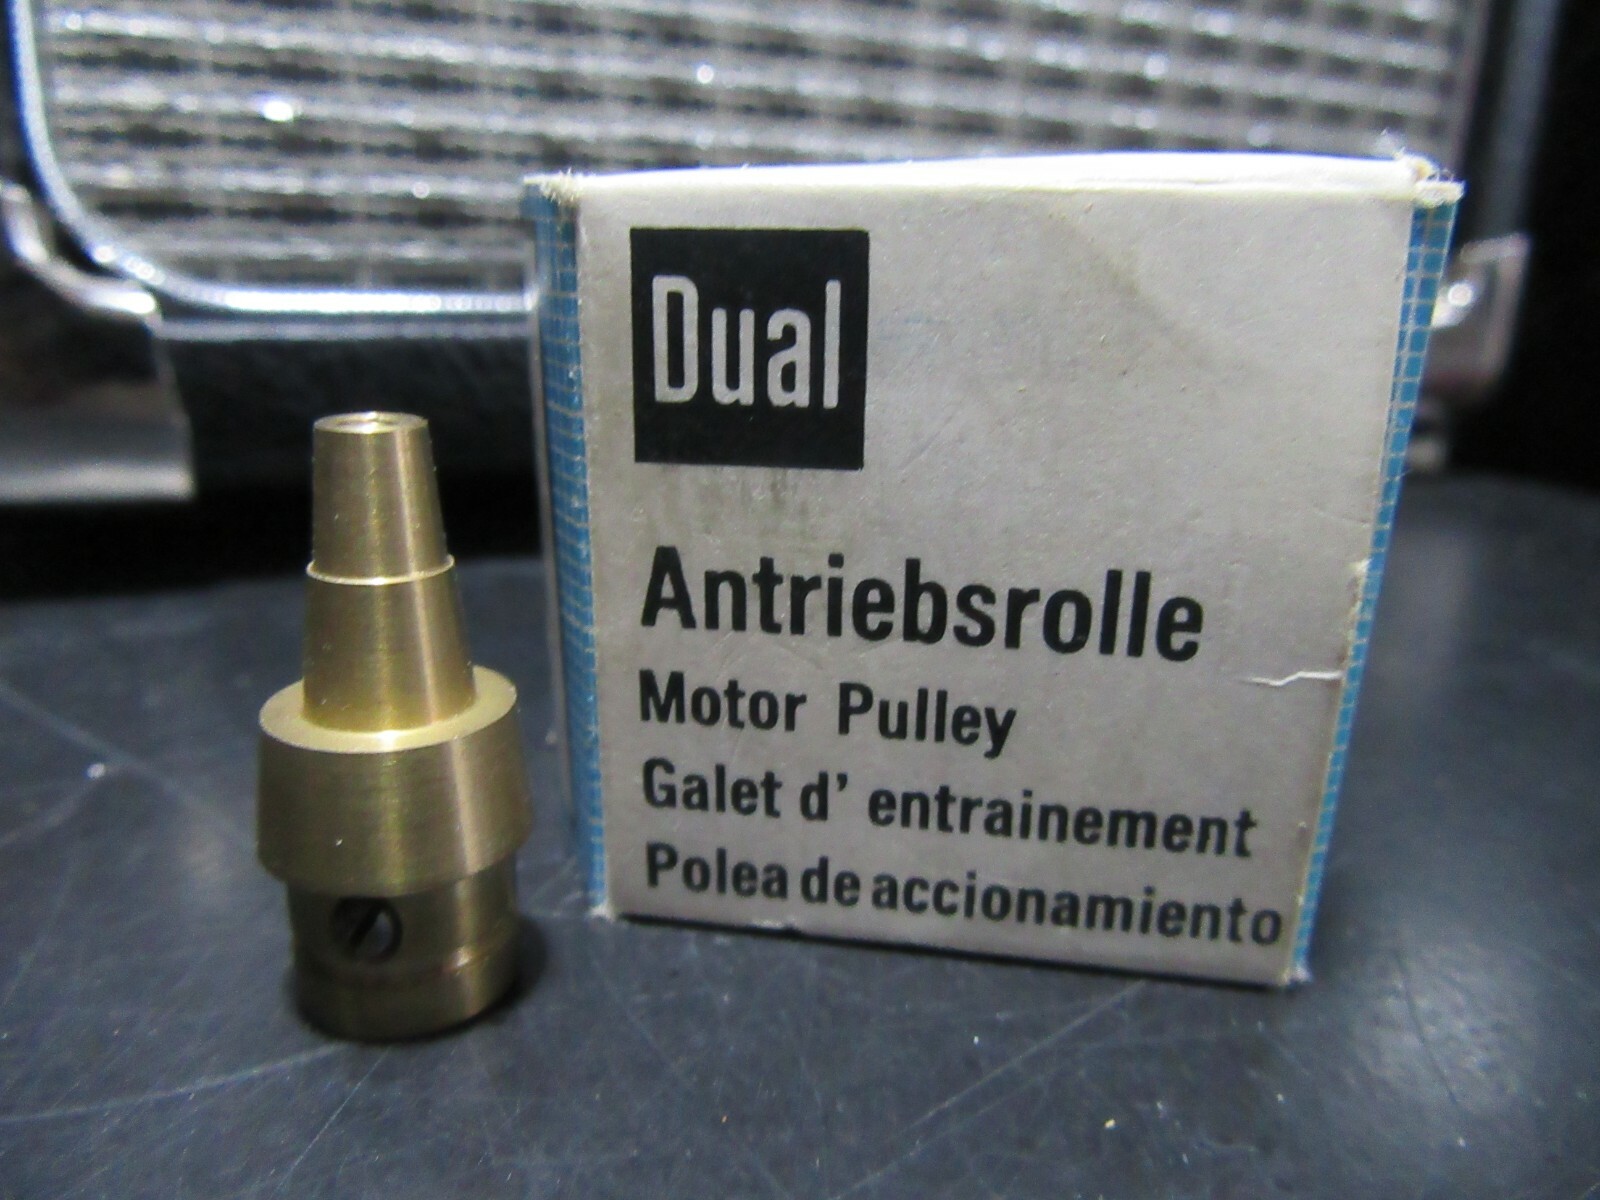 Dual
Antriebsrolle
Motor Pulley
Galet d' entrainement
Polea de accionamiento